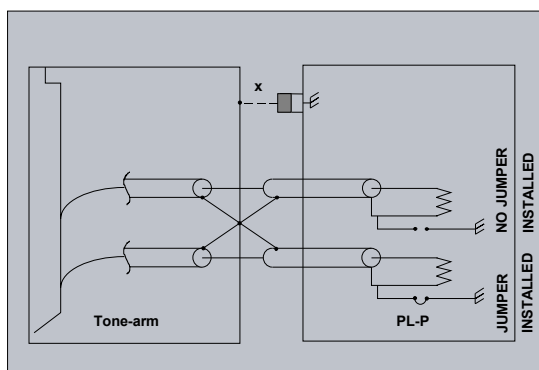 x
NO JUMPER
INSTALLED
JUMPER
INSTALLED
Tone-arm
PL-P